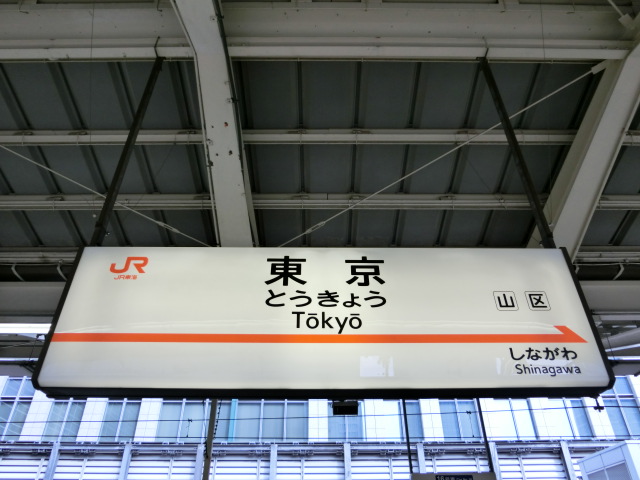 JR
JR東海
東京
とうきょう
Tōkyō
山 区
しながわ
Shinagawa